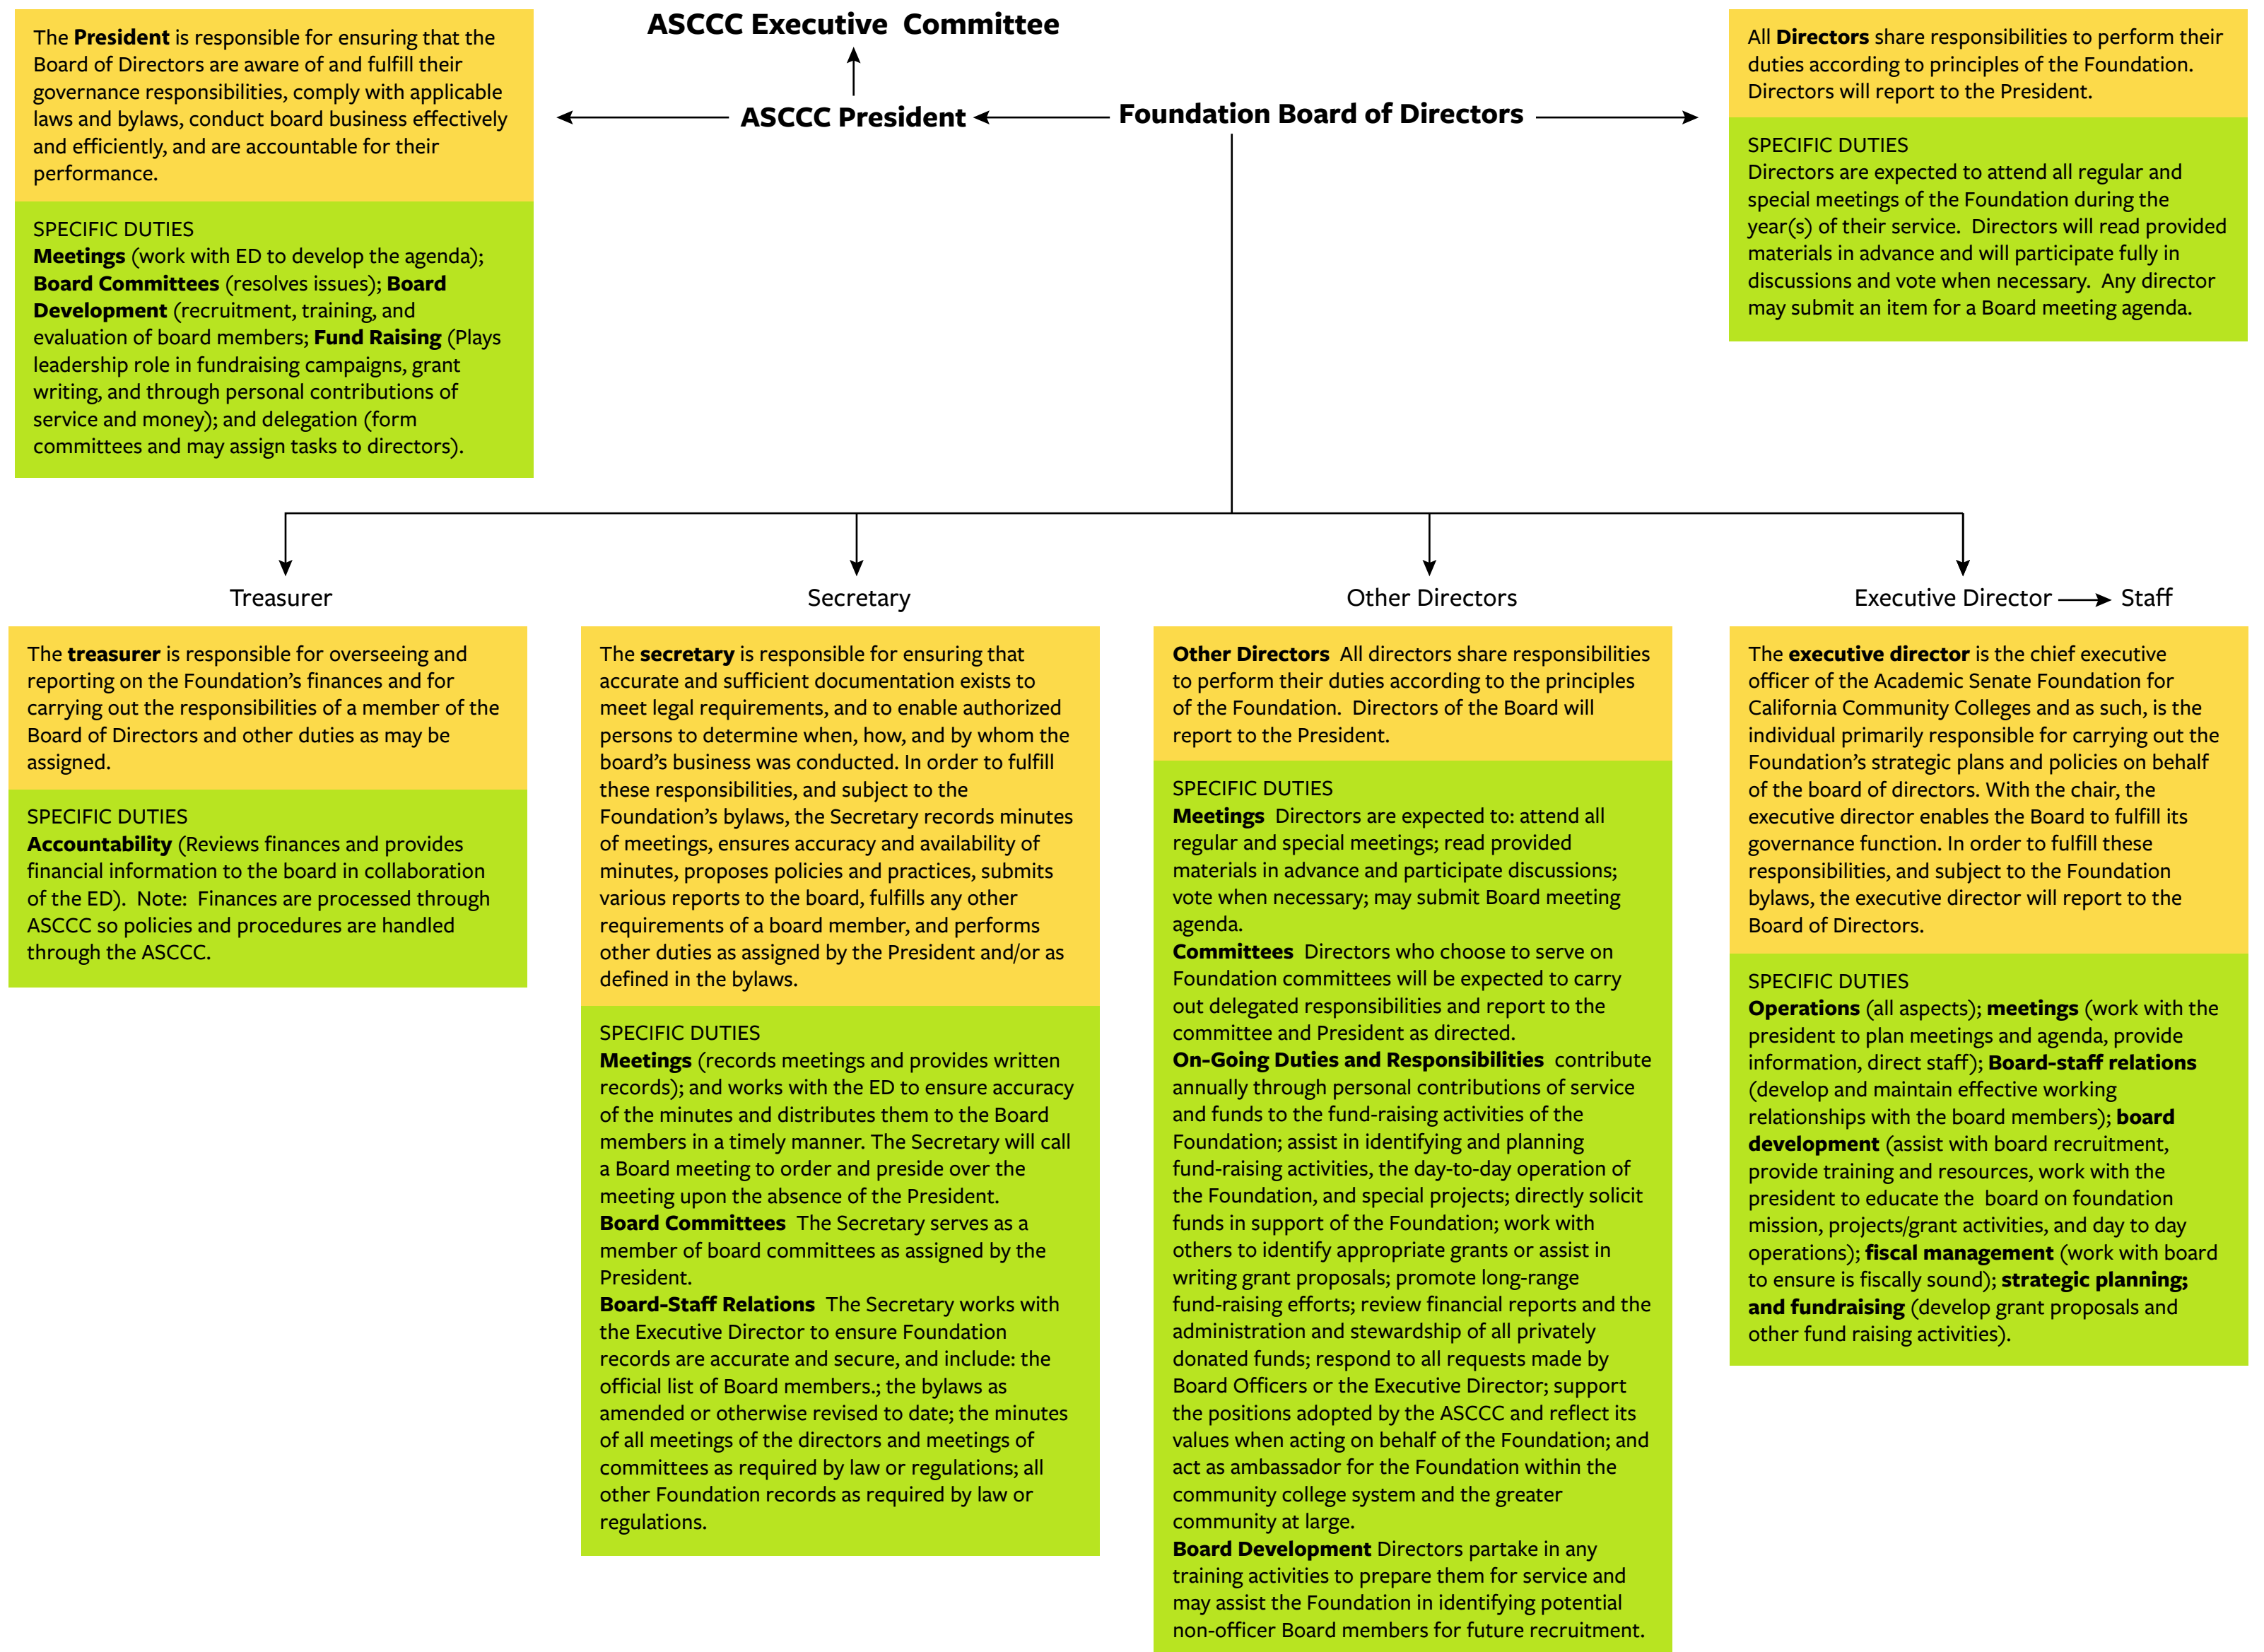 ASCCC Executive Committee
ASCCC President
Foundation Board of Directors
The President is responsible for ensuring that the
Board of Directors are aware of and fulfill their
governance responsibilities, comply with applicable
laws and bylaws, conduct board business effectively
and efficiently, and are accountable for their
performance.
SPECIFIC DUTIES
Meetings (work with ED to develop the agenda);
Board Committees (resolves issues); Board
Development (recruitment, training, and
evaluation of board members; Fund Raising (Plays
leadership role in fundraising campaigns, grant
writing, and through personal contributions of
service and money); and delegation (form
committees and may assign tasks to directors).
All Directors share responsibilities to perform their
duties according to principles of the Foundation.
Directors will report to the President.
SPECIFIC DUTIES
Directors are expected to attend all regular and
special meetings of the Foundation during the
year(s) of their service.  Directors will read provided
materials in advance and will participate fully in
discussions and vote when necessary.  Any director
may submit an item for a Board meeting agenda.
Treasurer
The treasurer is responsible for overseeing and
reporting on the Foundation’s finances and for
carrying out the responsibilities of a member of the
Board of Directors and other duties as may be
assigned.
SPECIFIC DUTIES
Accountability (Reviews finances and provides
financial information to the board in collaboration
of the ED).  Note:  Finances are processed through
ASCCC so policies and procedures are handled
through the ASCCC.
Secretary
The secretary is responsible for ensuring that
accurate and sufficient documentation exists to
meet legal requirements, and to enable authorized
persons to determine when, how, and by whom the
board’s business was conducted. In order to fulfill
these responsibilities, and subject to the
Foundation’s bylaws, the Secretary records minutes
of meetings, ensures accuracy and availability of
minutes, proposes policies and practices, submits
various reports to the board, fulfills any other
requirements of a board member, and performs
other duties as assigned by the President and/or as
defined in the bylaws.
SPECIFIC DUTIES
Meetings (records meetings and provides written
records); and works with the ED to ensure accuracy
of the minutes and distributes them to the Board
members in a timely manner. The Secretary will call
a Board meeting to order and preside over the
meeting upon the absence of the President.
Board Committees  The Secretary serves as a
member of board committees as assigned by the
President.
Board-Staff Relations  The Secretary works with
the Executive Director to ensure Foundation
records are accurate and secure, and include: the
official list of Board members.; the bylaws as
amended or otherwise revised to date; the minutes
of all meetings of the directors and meetings of
committees as required by law or regulations; all
other Foundation records as required by law or
regulations.
Other Directors
Other Directors  All directors share responsibilities
to perform their duties according to the principles
of the Foundation.  Directors of the Board will
report to the President.
SPECIFIC DUTIES
Meetings  Directors are expected to: attend all
regular and special meetings; read provided
materials in advance and participate discussions;
vote when necessary; may submit Board meeting
agenda.
Committees  Directors who choose to serve on
Foundation committees will be expected to carry
out delegated responsibilities and report to the
committee and President as directed.
On-Going Duties and Responsibilities  contribute
annually through personal contributions of service
and funds to the fund-raising activities of the
Foundation; assist in identifying and planning
fund-raising activities, the day-to-day operation of
the Foundation, and special projects; directly solicit
funds in support of the Foundation; work with
others to identify appropriate grants or assist in
writing grant proposals; promote long-range
fund-raising efforts; review financial reports and the
administration and stewardship of all privately
donated funds; respond to all requests made by
Board Officers or the Executive Director; support
the positions adopted by the ASCCC and reflect its
values when acting on behalf of the Foundation; and
act as ambassador for the Foundation within the
community college system and the greater
community at large.
Board Development Directors partake in any
training activities to prepare them for service and
may assist the Foundation in identifying potential
non-officer Board members for future recruitment.
Executive Director Staff
The executive director is the chief executive
officer of the Academic Senate Foundation for
California Community Colleges and as such, is the
individual primarily responsible for carrying out the
Foundation’s strategic plans and policies on behalf
of the board of directors. With the chair, the
executive director enables the Board to fulfill its
governance function. In order to fulfill these
responsibilities, and subject to the Foundation
bylaws, the executive director will report to the
Board of Directors.
SPECIFIC DUTIES
Operations (all aspects); meetings (work with the
president to plan meetings and agenda, provide
information, direct staff); Board-staff relations
(develop and maintain effective working
relationships with the board members); board
development (assist with board recruitment,
provide training and resources, work with the
president to educate the  board on foundation
mission, projects/grant activities, and day to day
operations); fiscal management (work with board
to ensure is fiscally sound); strategic planning;
and fundraising (develop grant proposals and
other fund raising activities).